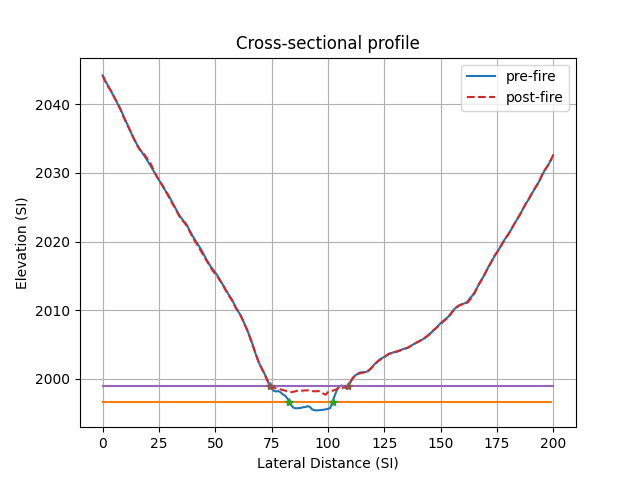 Cross-sectional profile
pre-fire
post-fire
Elevation (SI)
2040
2030
2020
2010
2000
0 25 50 75 100 125 150 175 200
Lateral Distance (SI)